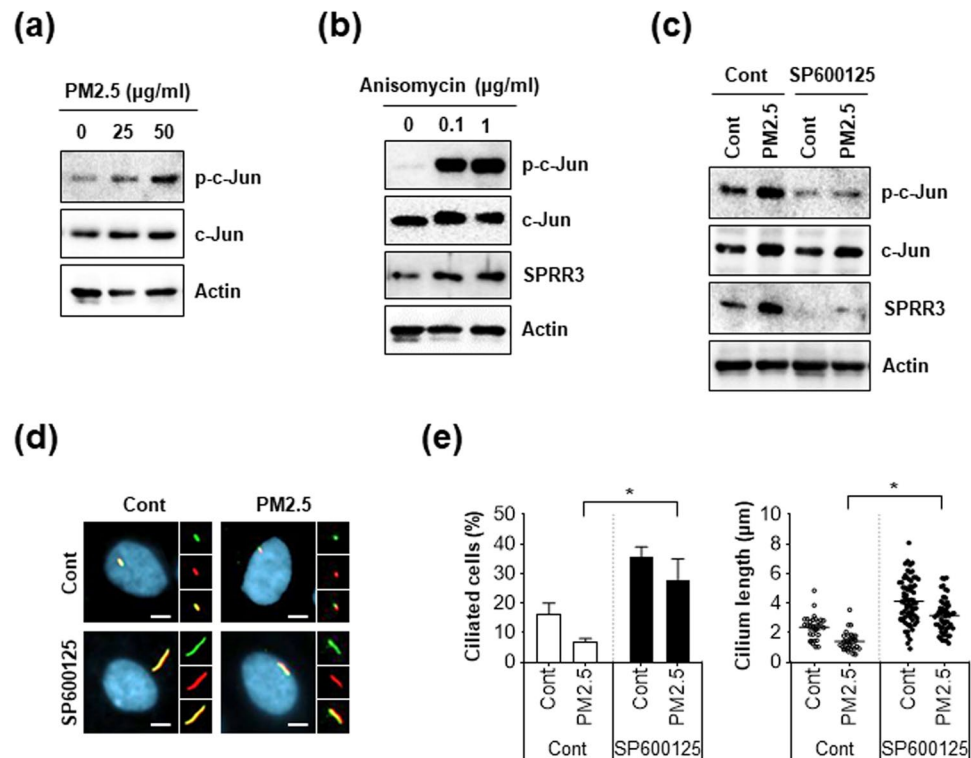 (a)
PM2.5 (µg/ml)
0 25 50
p-c-Jun
c-Jun
Actin
(b)
Anisomycin (µg/ml)
0 0.1 1
p-c-Jun
c-Jun
SPRR3
Actin
(c)
Cont SP600125
Cont PM2.5 Cont PM2.5
p-c-Jun
c-Jun
SPRR3
Actin
(d)
Cont PM2.5
Cont
SP600125
(e)
Ciliated cells (%)
50
40
30
20
10
0
*
Cont PM2.5 Cont PM2.5
Cont SP600125
Cilium length (µm)
10
8
6
4
2
0
*
Cont PM2.5 Cont PM2.5
Cont SP600125